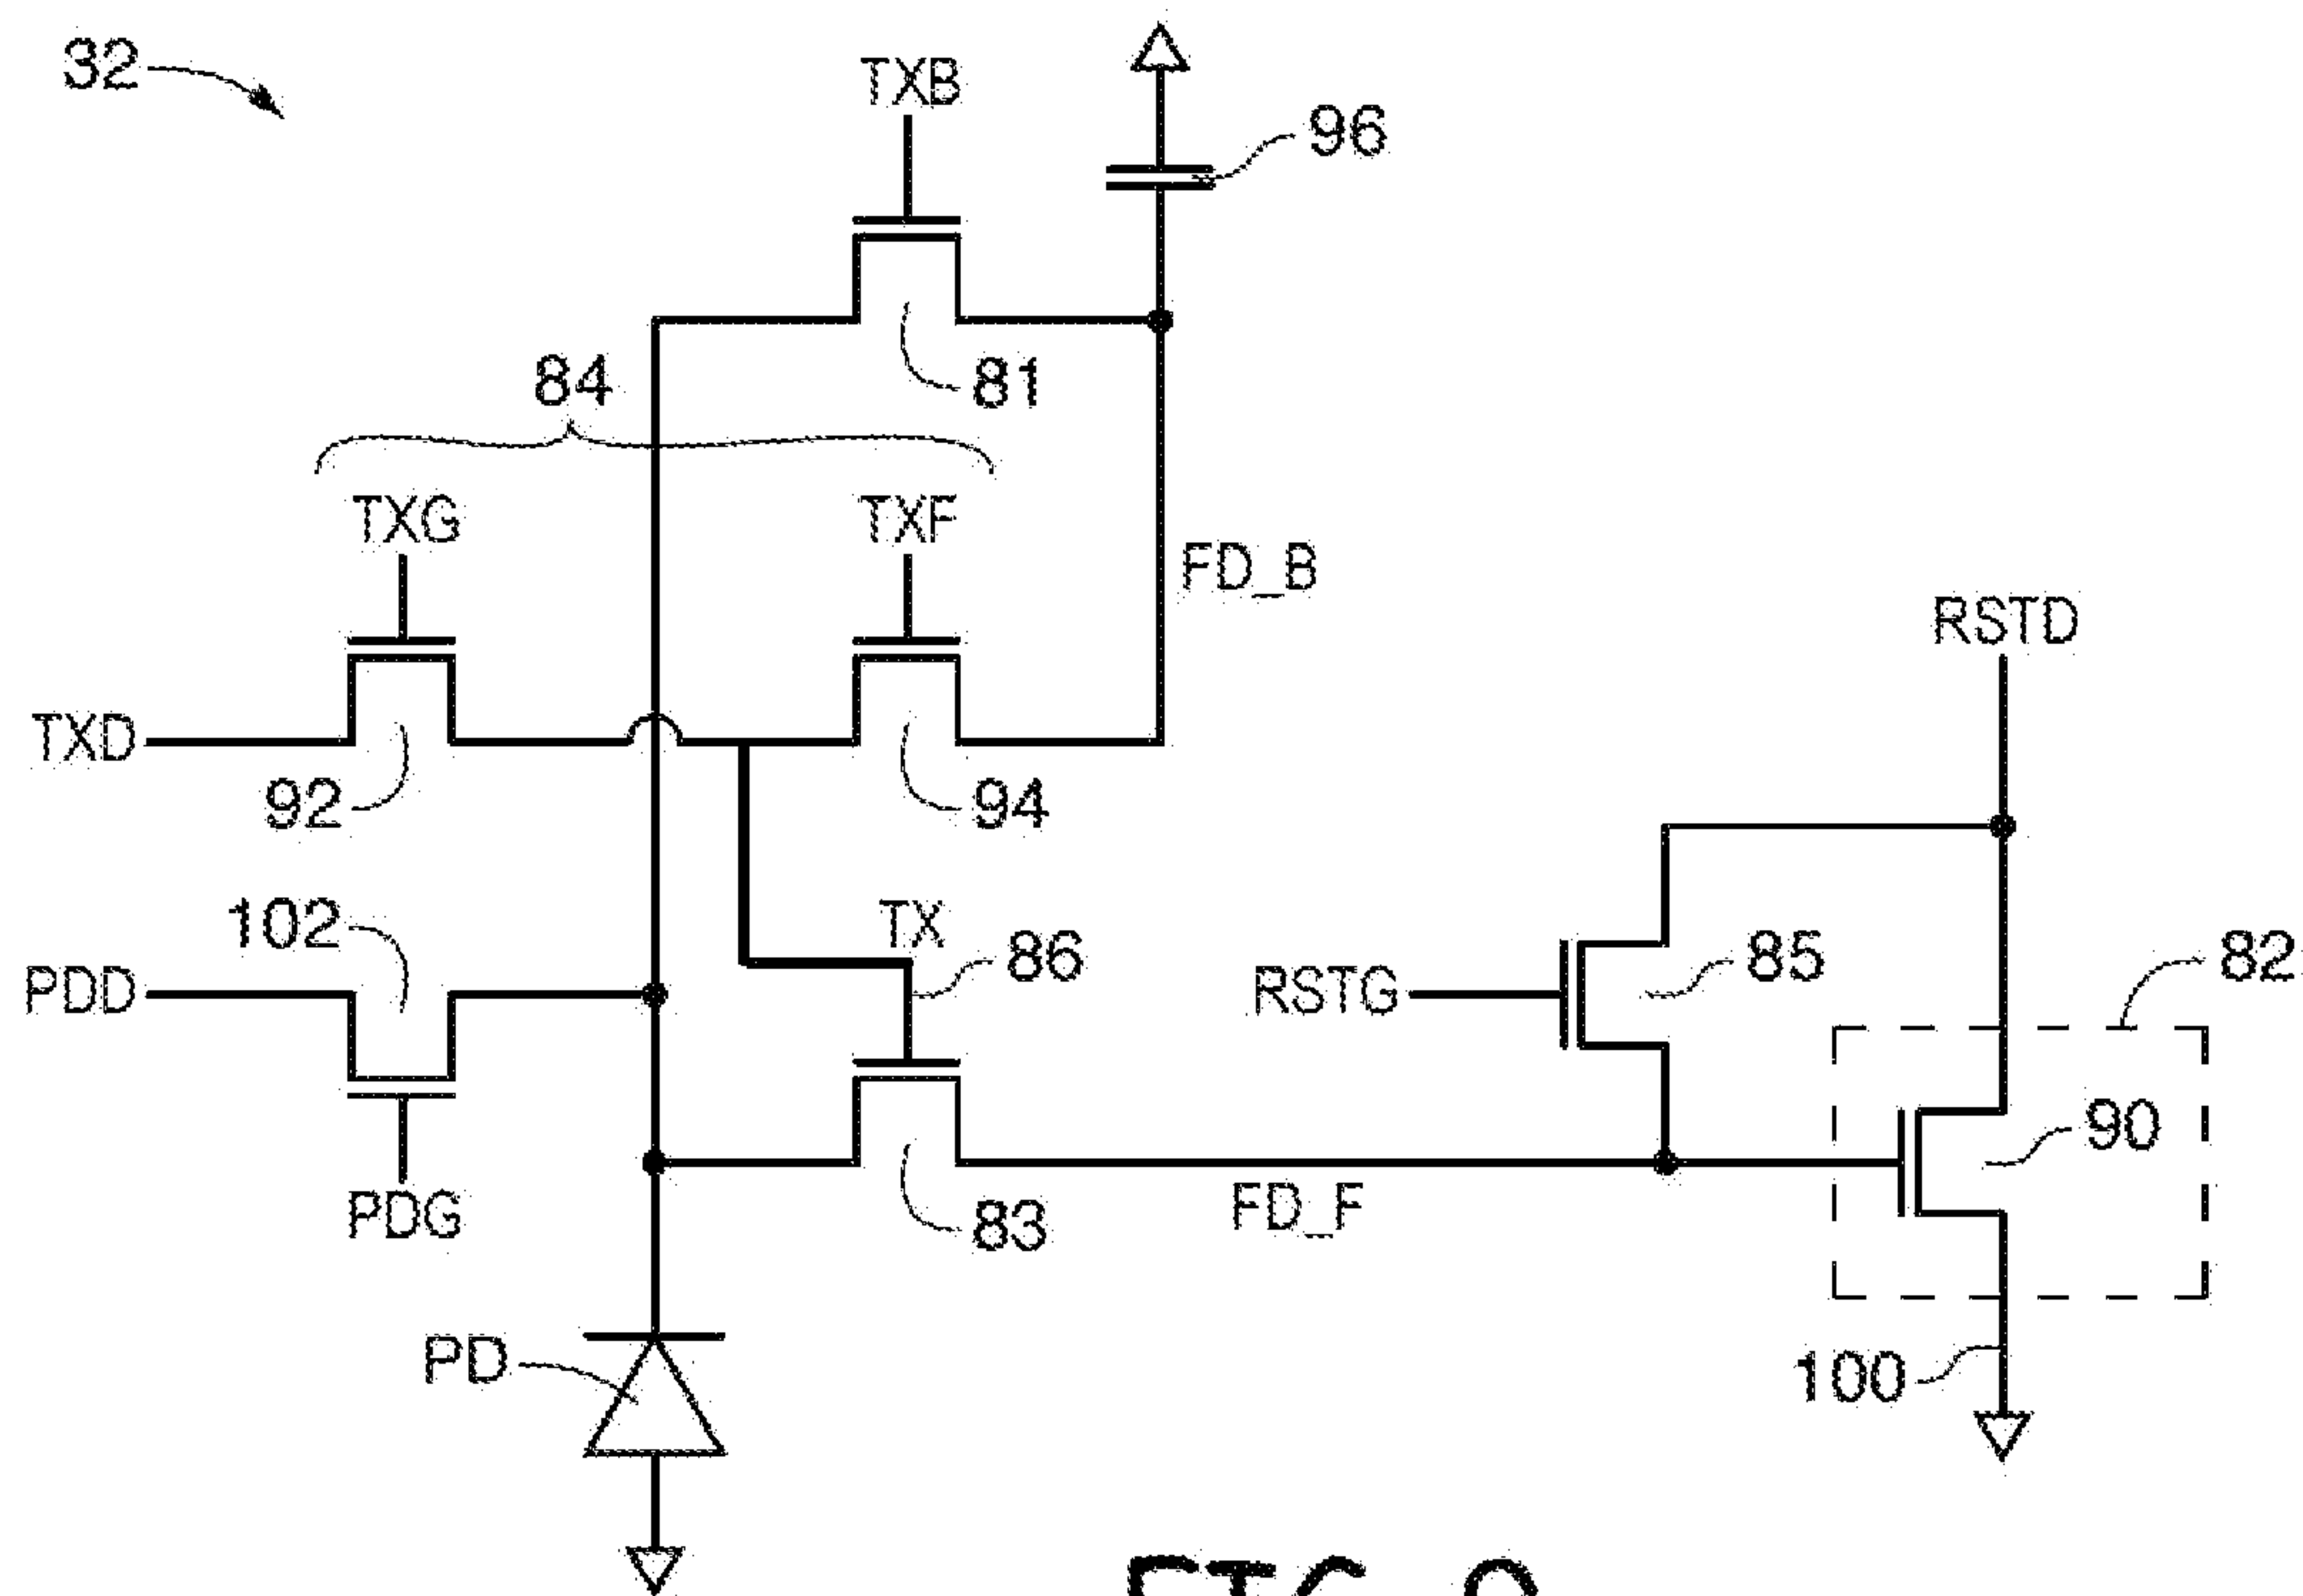 32
TXB
96
84
81
TXG
TXF
FD_B
RSTD
TXD
92
94
102
TX
86
PDD
RSTG
85
82
90
PDG
FD_F
83
PD
100